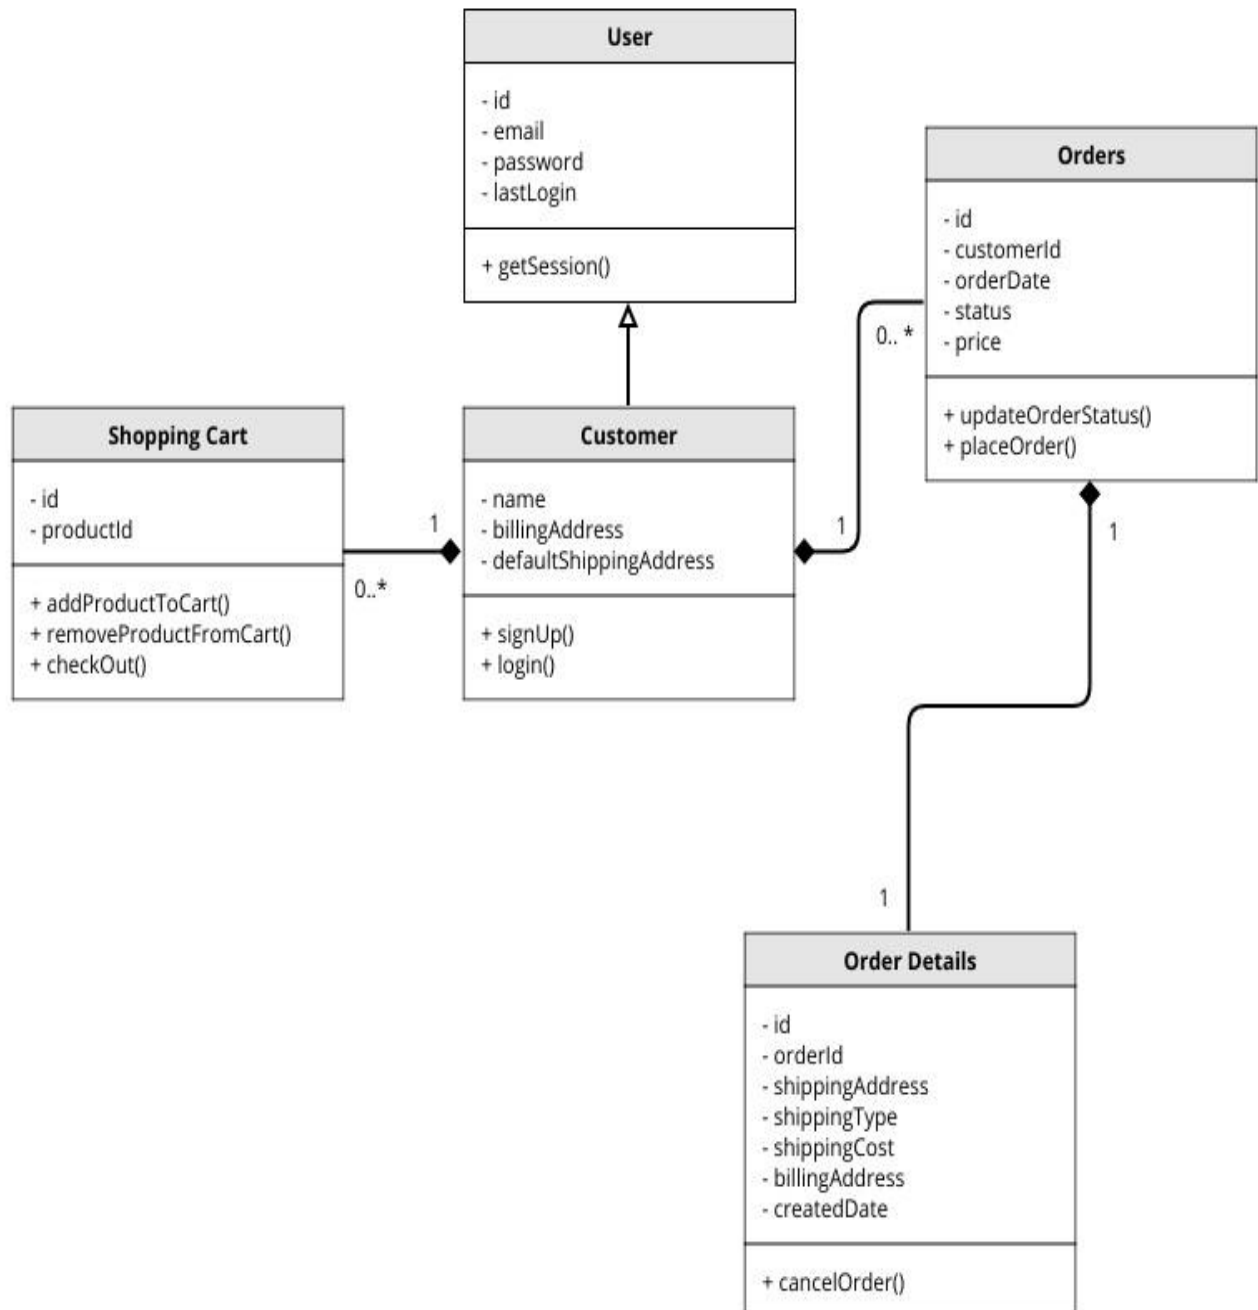 User
- id
- email
- password
- lastLogin
+ getSession()
Orders
- id
- customerId
- orderDate
- status
- price
+ updateOrderStatus()
+ placeOrder()
0.. *
1
1
Shopping Cart
- id
- productId
+ addProductToCart()
+ removeProductFromCart()
+ checkOut()
1
0..*
Customer
- name
- billingAddress
- defaultShippingAddress
+ signUp()
+ login()
1
Order Details
- id
- orderId
- shippingAddress
- shippingType
- shippingCost
- billingAddress
- createdDate
+ cancelOrder()